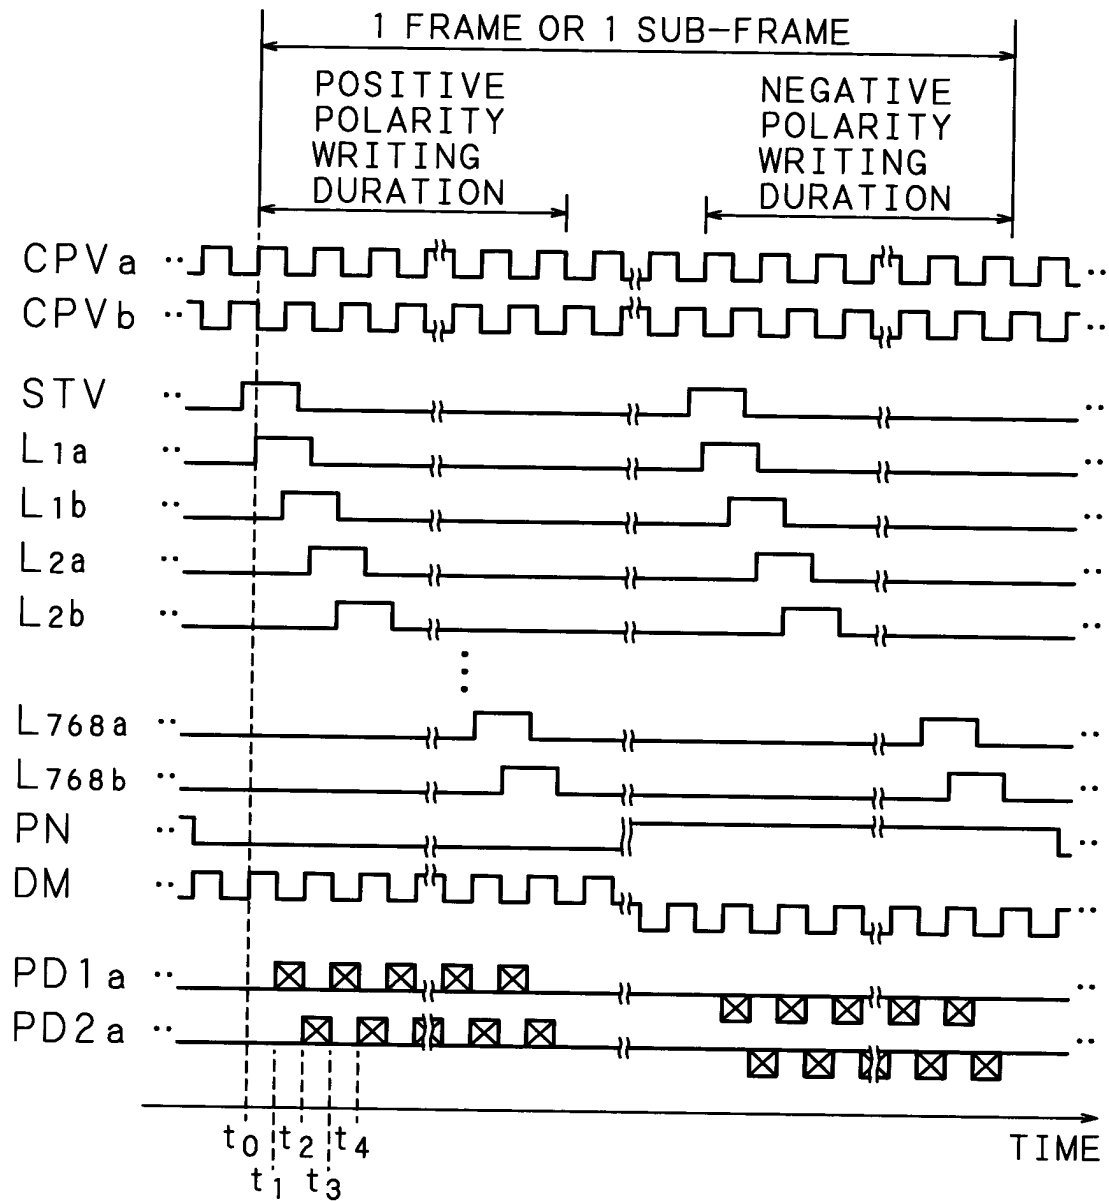 1 FRAME OR 1 SUB-FRAME
POSITIVE
POLARITY
WRITING
DURATION
NEGATIVE
POLARITY
WRITING
DURATION
CPVa
CPVb
STV
L1a
L1b
L2a
L2b
L768a
L768b
PN
DM
PD1a
PD2a
t0 t2 t4
t1 t3
TIME